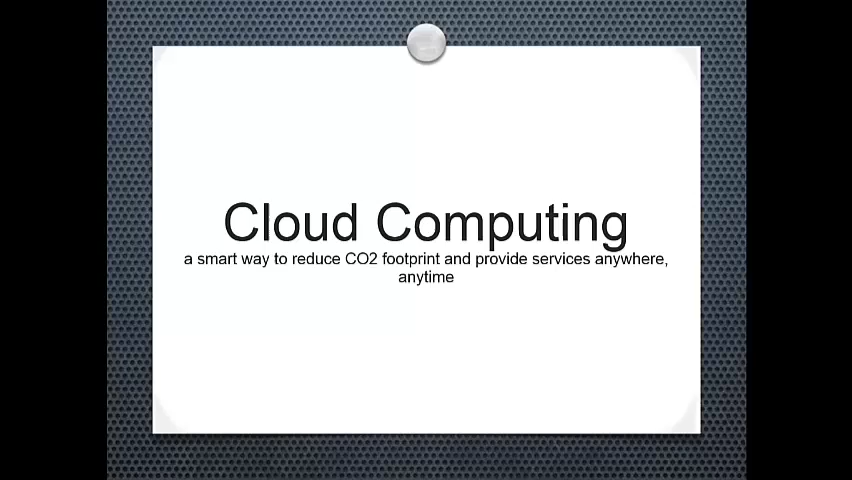 Cloud Computing
a smart way to reduce CO2 footprint and provide services anywhere,
anytime